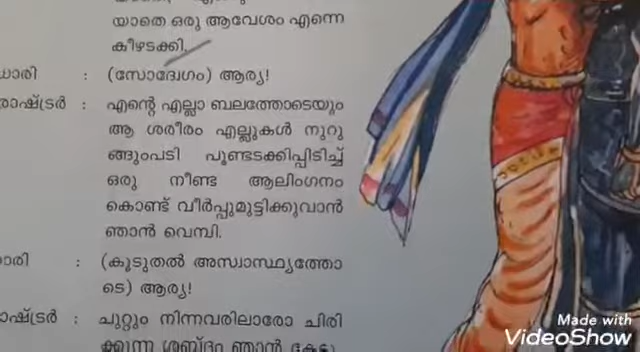 യാതെ ഒരു ആവേശം എന്നെ
കീഴടക്കി.
ധാരി : (സോദ്വേഗം) ആര്യ!
രാഷ്ട്രർ : എന്റെ എല്ലാ ബലത്തോടെയും
ആ ശരീരം എല്ലുകൾ നുറു
ങ്ങുംപടി പൂണ്ടടക്കിപ്പിടിച്ച്
ഒരു നീണ്ട ആലിംഗനം
കൊണ്ട് വീർപ്പുമുട്ടിക്കുവാൻ
ഞാൻ വെമ്പി.
ാരി : (കൂടുതൽ അസ്വാസ്ഥ്യത്തോ
ടെ) ആര്യ!
ാഷ്ട്രർ : ചുറ്റും നിന്നവരിലാരോ ചിരി
ക്കുന്ന ശബ്ദം ഞാൻ കേട്ടു
Made with
VideoShow